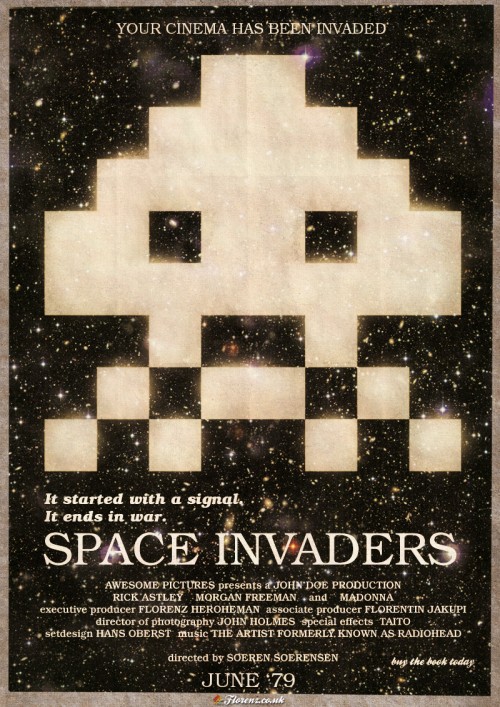 YOUR CINEMA HAS BEEN INVADED
It started with a signal.
It ends in war.
SPACE INVADERS
AWESOME PICTURES presents a JOHN DOE PRODUCTION
RICK ASTLEY MORGAN FREEMAN and MADONNA
executive producer FLORENZ HEROHEMAN associate producer FLORENTIN JAKUPI
director of photography JOHN HOLMES special effects TAITO
setdesign HANS OBERST music THE ARTIST FORMERLY KNOWN AS RADIOHEAD
directed by SOEREN SOERENSEN
buy the book today
JUNE '79
Florenz.co.uk